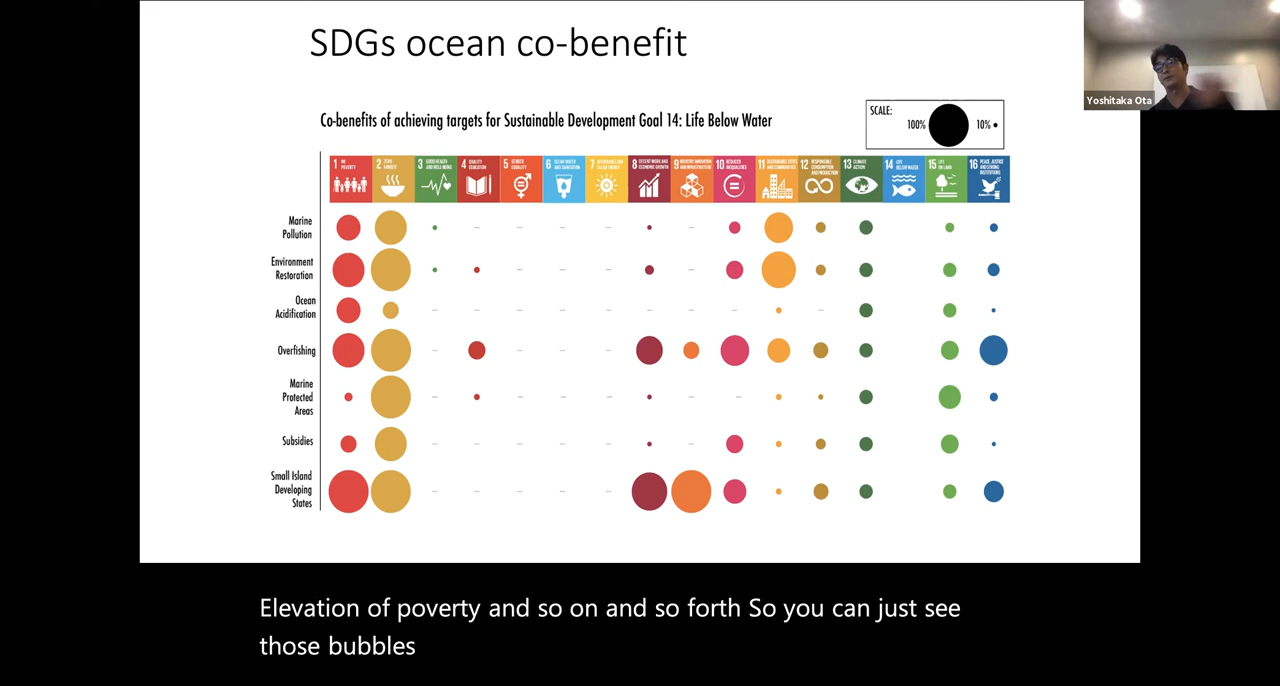 SDGs ocean co-benefit
Yoshitaka Ota
Co-benefits of achieving targets for Sustainable Development Goal 14: Life Below Water
SCALE:
100%
10%
1 NO POVERTY
2 ZERO HUNGER
3 GOOD HEALTH AND WELL-BEING
4 QUALITY EDUCATION
5 GENDER EQUALITY
6 CLEAN WATER AND SANITATION
7 AFFORDABLE AND CLEAN ENERGY
8 DECENT WORK AND ECONOMIC GROWTH
9 INDUSTRY, INNOVATION AND INFRASTRUCTURE
10 REDUCED INEQUALITIES
11 SUSTAINABLE CITIES AND COMMUNITIES
12 RESPONSIBLE CONSUMPTION AND PRODUCTION
13 CLIMATE ACTION
14 LIFE BELOW WATER
15 LIFE ON LAND
16 PEACE, JUSTICE AND STRONG INSTITUTIONS
Marine
Pollution
Environment
Restoration
Ocean
Acidification
Overfishing
Marine
Protected
Areas
Subsidies
Small Island
Developing
States
Elevation of poverty and so on and so forth So you can just see
those bubbles